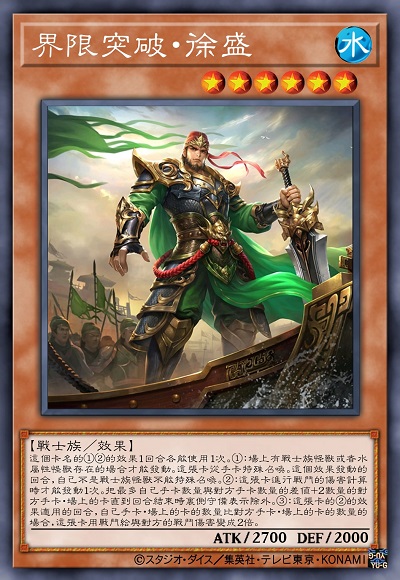 界限突破・徐盛
水
【戰士族／效果】
這個卡名的①②的效果1回合各能使用1次。①:場上有戰士族怪獸或者水
屬性怪獸存在的場合才能發動。這張卡從手卡特殊召喚。這個效果發動的
回合,自己不是戰士族怪獸不能特殊召喚。②:這張卡進行戰鬥的傷害計算
時才能發動1次。把最多自己手卡數量與對方手卡數量的差值+2數量的對
方手卡・場上的卡直到回合結束時裏側守備表示除外。③:這張卡的②的效
果適用的回合,自己手卡・場上的卡的數量比對方手卡・場上的卡的數量多的
場合,這張卡用戰鬥給與對方的戰鬥傷害變成2倍。
ATK/2700 DEF/2000
©スタジオ・ダイス／集英社・テレビ東京・KONAMI